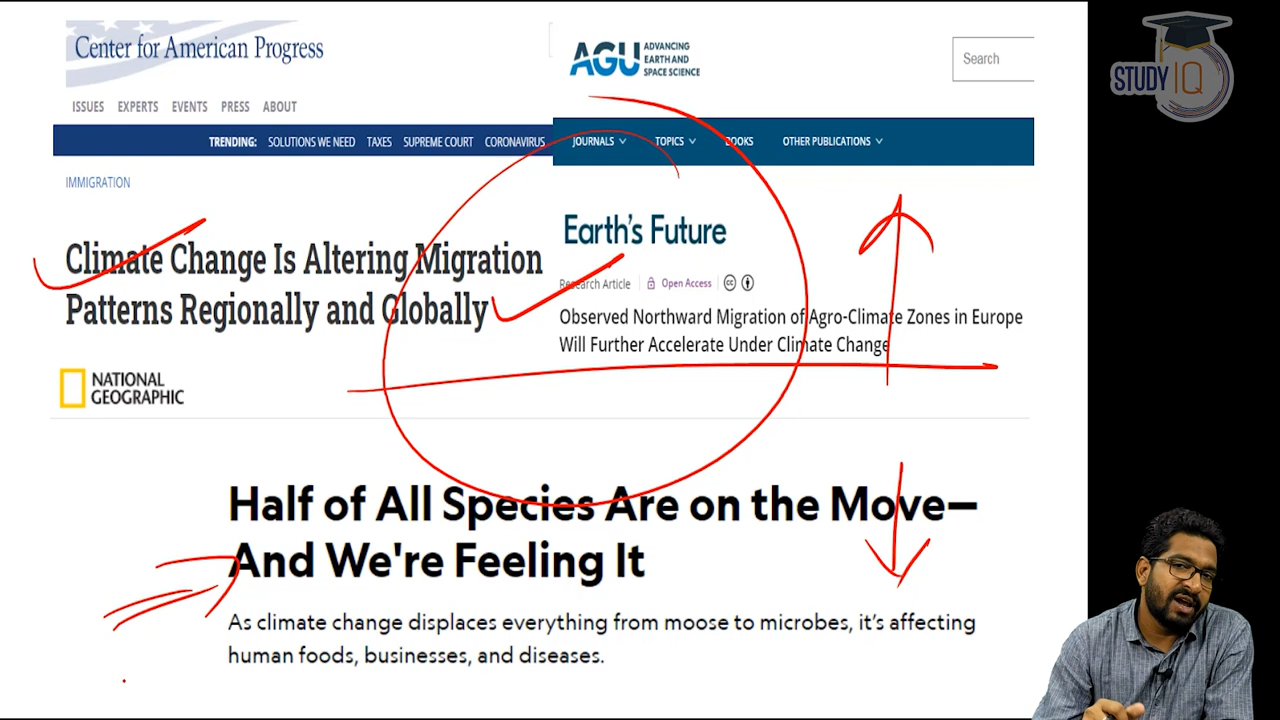 Center for American Progress
ISSUES EXPERTS EVENTS PRESS ABOUT
TRENDING: SOLUTIONS WE NEED TAXES SUPREME COURT CORONAVIRUS
IMMIGRATION
Climate Change Is Altering Migration
Patterns Regionally and Globally
AGU ADVANCING
EARTH AND
SPACE SCIENCE
Search
JOURNALS TOPICS BOOKS OTHER PUBLICATIONS
Earth's Future
Research Article Open Access cc
Observed Northward Migration of Agro-Climate Zones in Europe
Will Further Accelerate Under Climate Change
NATIONAL
GEOGRAPHIC
Half of All Species Are on the Move—
And We're Feeling It
As climate change displaces everything from moose to microbes, it's affecting
human foods, businesses, and diseases.
STUDY IQ